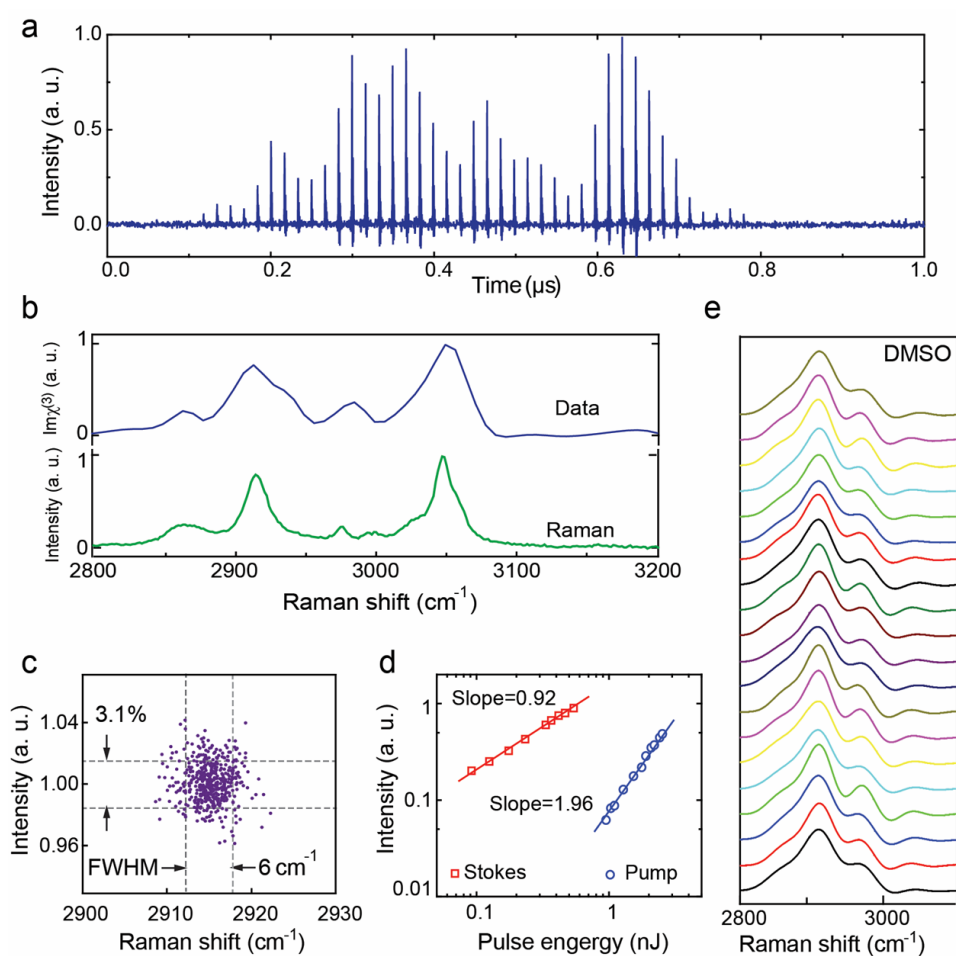 a
Intensity (a. u.)
1.0
0.5
0.0
0.0 0.2 0.4 0.6 0.8 1.0
Time (µs)
b
Imχ(3) (a. u.)
1
0
Data
Intensity (a. u.)
1
0
Raman
2800 2900 3000 3100 3200
Raman shift (cm-1)
c
Intensity (a. u.)
1.04
1.00
0.96
3.1%
FWHM
6 cm-1
2900 2910 2920 2930
Raman shift (cm-1)
d
Intensity (a. u.)
1
0.1
0.01
Slope=0.92
Slope=1.96
Stokes
Pump
0.1 1
Pulse engergy (nJ)
e
DMSO
2800 3000
Raman shift (cm-1)